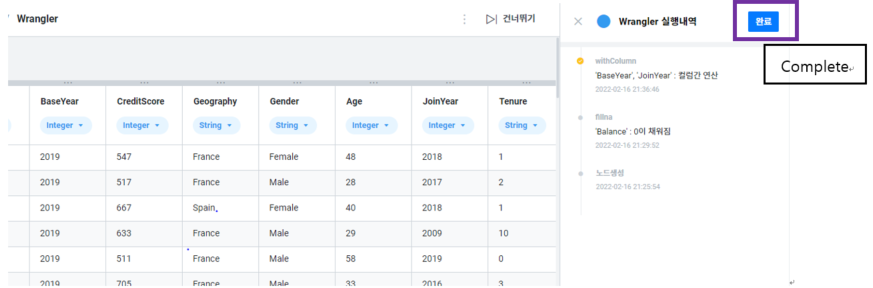 Wrangler
건너뛰기
BaseYear CreditScore Geography Gender Age JoinYear Tenure
Integer Integer String String Integer Integer String
2019 547 France Female 48 2018 1
2019 517 France Male 28 2017 2
2019 667 Spain Female 40 2018 1
2019 633 France Male 29 2009 10
2019 511 France Male 58 2019 0
2019 705 France Male 33 2016 3
Wrangler 실행내역
완료
Complete
withColumn
'BaseYear', 'JoinYear' : 컬럼간 연산
2022-02-16 21:36:46
fillna
'Balance' : 0이 채워짐
2022-02-16 21:29:52
노드생성
2022-02-16 21:25:54